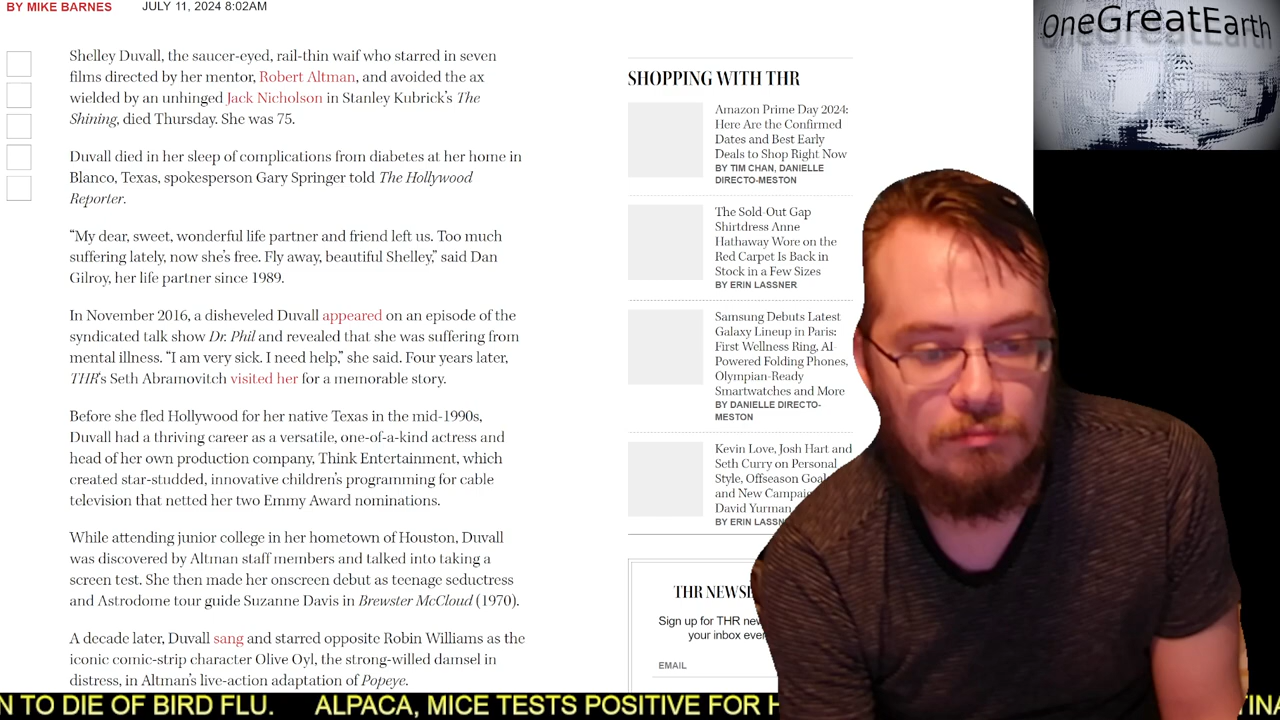 BY MIKE BARNES JULY 11, 2024 8:02AM
Shelley Duvall, the saucer-eyed, rail-thin waif who starred in seven
films directed by her mentor, Robert Altman, and avoided the ax
wielded by an unhinged Jack Nicholson in Stanley Kubrick's The
Shining, died Thursday. She was 75.
Duvall died in her sleep of complications from diabetes at her home in
Blanco, Texas, spokesperson Gary Springer told The Hollywood
Reporter.
“My dear, sweet, wonderful life partner and friend left us. Too much
suffering lately, now she's free. Fly away, beautiful Shelley,” said Dan
Gilroy, her life partner since 1989.
In November 2016, a disheveled Duvall appeared on an episode of the
syndicated talk show Dr. Phil and revealed that she was suffering from
mental illness. “I am very sick. I need help,” she said. Four years later,
THR's Seth Abramovitch visited her for a memorable story.
Before she fled Hollywood for her native Texas in the mid-1990s,
Duvall had a thriving career as a versatile, one-of-a-kind actress and
head of her own production company, Think Entertainment, which
created star-studded, innovative children's programming for cable
television that netted her two Emmy Award nominations.
While attending junior college in her hometown of Houston, Duvall
was discovered by Altman staff members and talked into taking a
screen test. She then made her onscreen debut as teenage seductress
and Astrodome tour guide Suzanne Davis in Brewster McCloud (1970).
A decade later, Duvall sang and starred opposite Robin Williams as the
iconic comic-strip character Olive Oyl, the strong-willed damsel in
distress, in Altman's live-action adaptation of Popeye.
SHOPPING WITH THR
Amazon Prime Day 2024:
Here Are the Confirmed
Dates and Best Early
Deals to Shop Right Now
BY TIM CHAN, DANIELLE
DIRECTO-MESTON
The Sold-Out Gap
Shirtdress Anne
Hathaway Wore on the
Red Carpet Is Back in
Stock in a Few Sizes
BY ERIN LASSNER
Samsung Debuts Latest
Galaxy Lineup in Paris:
First Wellness Ring, AI-
Powered Folding Phones,
Olympian-Ready
Smartwatches and More
BY DANIELLE DIRECTO-
MESTON
Kevin Love, Josh Hart and
Seth Curry on Personal
Style, Offseason Goal
and New Campai
David Yurman
BY ERIN LASSN
THR NEWSL
Sign up for THR new
your inbox eve
EMAIL
OneGreatEarth
N TO DIE OF BIRD FLU. ALPACA, MICE TESTS POSITIVE FOR H TINA